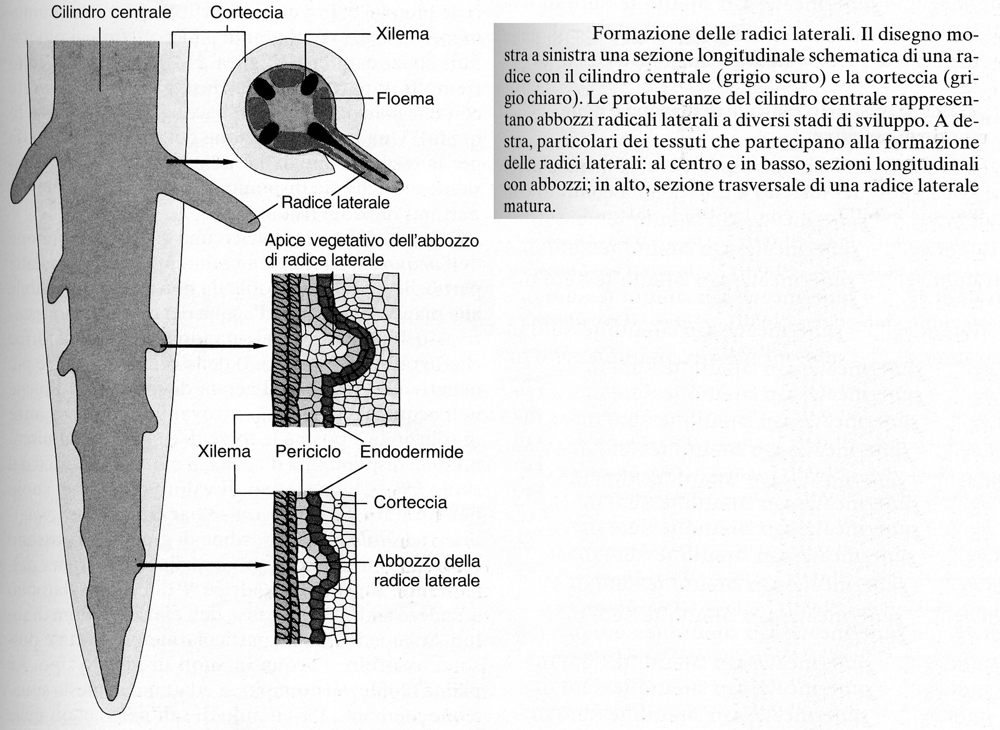 Cilindro centrale
Corteccia
Xilema
Floema
Radice laterale
Apice vegetativo dell'abbozzo
di radice laterale
Xilema
Periciclo
Endodermide
Corteccia
Abbozzo della
radice laterale
Formazione delle radici laterali. Il disegno mo-
stra a sinistra una sezione longitudinale schematica di una ra-
dice con il cilindro centrale (grigio scuro) e la corteccia (gri-
gio chiaro). Le protuberanze del cilindro centrale rappresen-
tano abbozzi radicali laterali a diversi stadi di sviluppo. A de-
stra, particolari dei tessuti che partecipano alla formazione
delle radici laterali: al centro e in basso, sezioni longitudinali
con abbozzi; in alto, sezione trasversale di una radice laterale
matura.